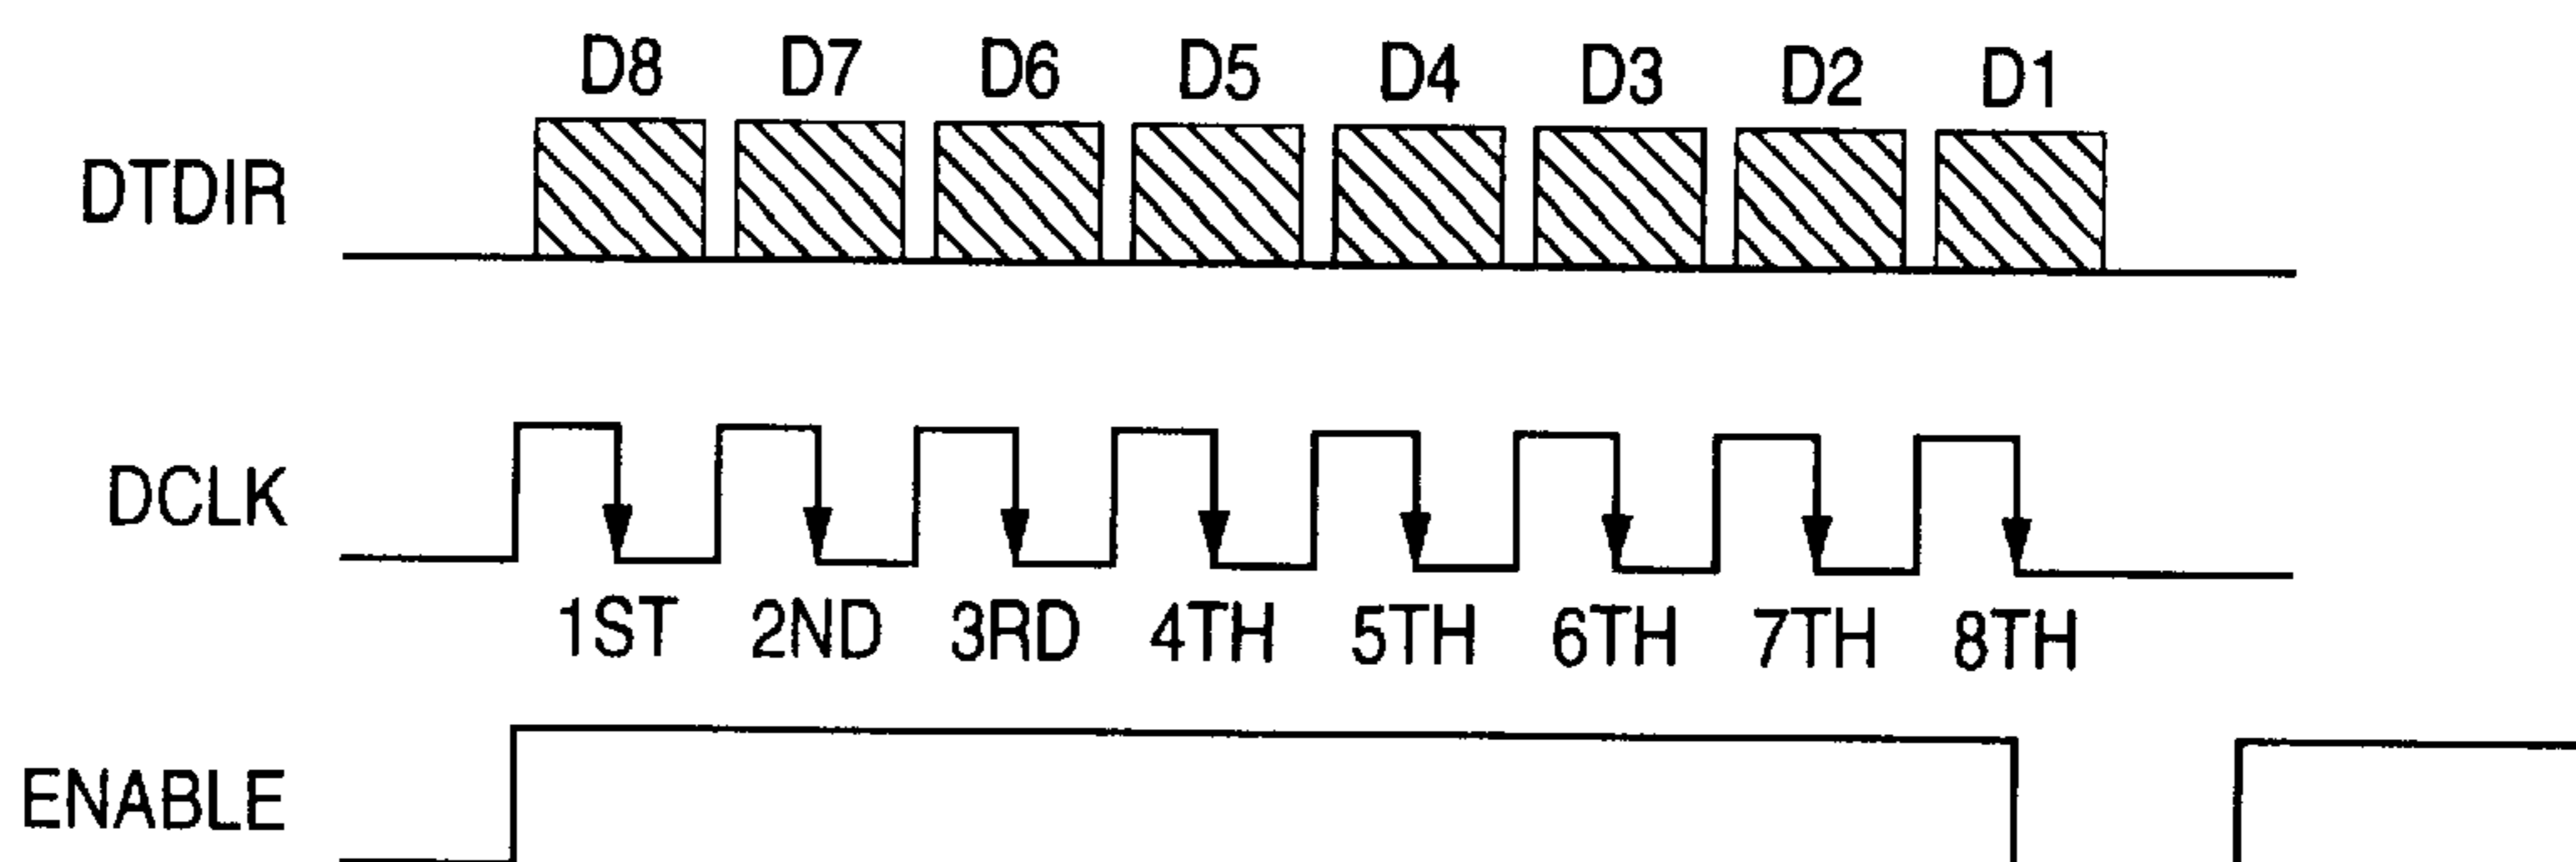 D8 D7 D6 D5 D4 D3 D2 D1
DTDIR
DCLK
1ST 2ND 3RD 4TH 5TH 6TH 7TH 8TH
ENABLE